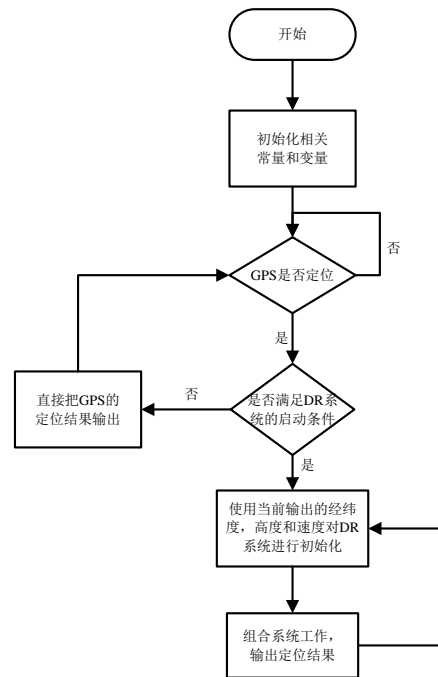 开始
初始化相关
常量和变量
否
GPS是否定位
是
直接把GPS的
定位结果输出
否
是否满足DR系
统的启动条件
是
使用当前输出的经纬
度，高度和速度对DR
系统进行初始化
组合系统工作，
输出定位结果